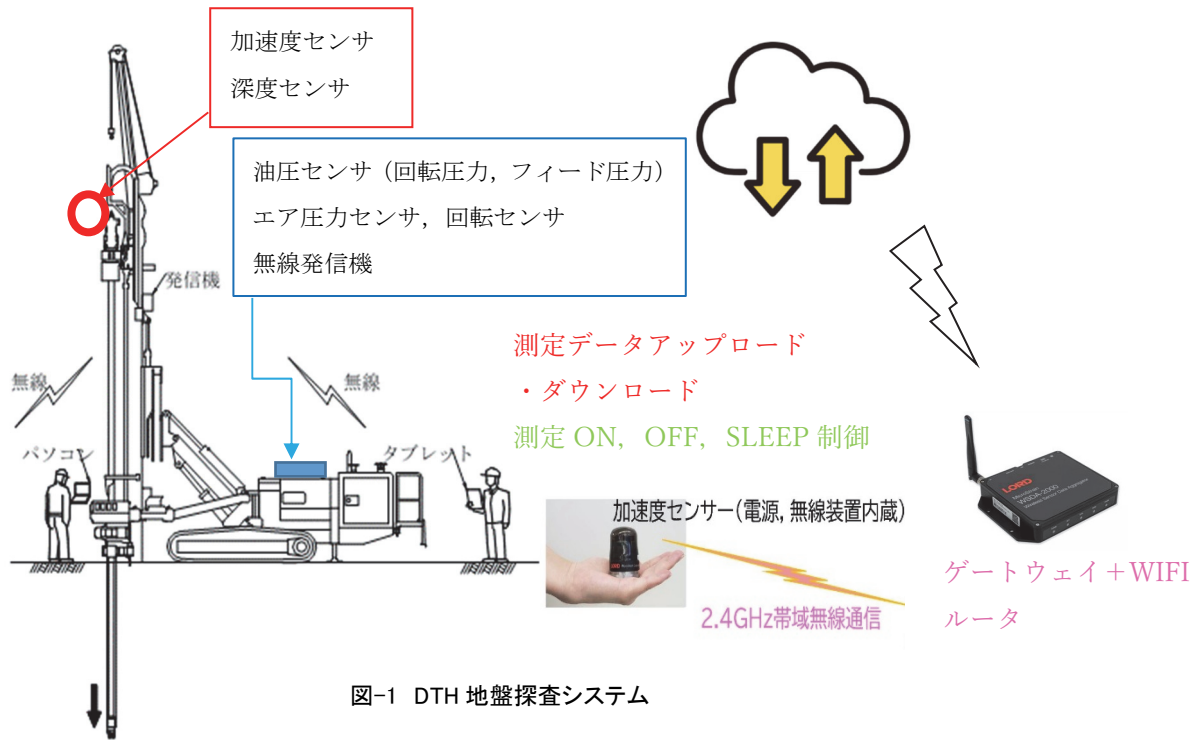 加速度センサ
深度センサ
油圧センサ（回転圧力，フィード圧力）
エア圧力センサ，回転センサ
無線発信機
発信機
無線
無線
パソコン
タブレット
測定データアップロード
・ダウンロード
測定 ON，OFF，SLEEP 制御
加速度センサー(電源，無線装置内蔵)
2.4GHz帯域無線通信
LORD
WSDA-2000
ゲートウェイ＋WIFI
ルータ
図-1 DTH 地盤探査システム